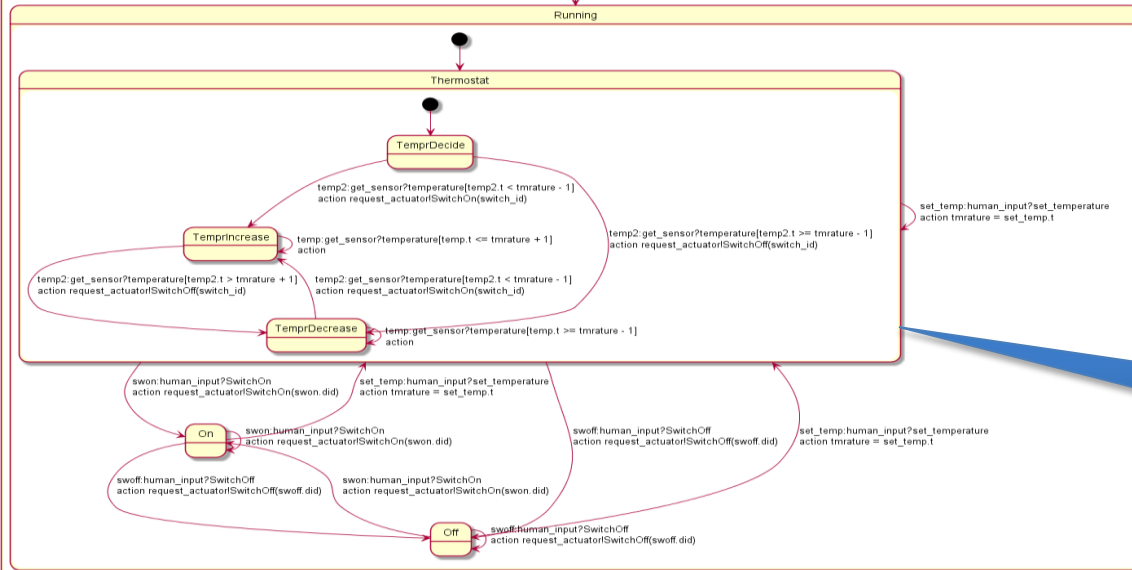 Running
Thermostat
TemprDecide
temp2:get_sensor?temperature[temp2.t < tmrature - 1]
action request_actuator!SwitchOn(switch_id)
set_temp:human_input?set_temperature
action tmrature = set_temp.t
TemprIncrease
temp:get_sensor?temperature[temp.t <= tmrature + 1]
action
temp2:get_sensor?temperature[temp2.t >= tmrature - 1]
action request_actuator!SwitchOff(switch_id)
temp2:get_sensor?temperature[temp2.t > tmrature + 1]
action request_actuator!SwitchOff(switch_id)
temp2:get_sensor?temperature[temp2.t < tmrature - 1]
action request_actuator!SwitchOn(switch_id)
TemprDecrease
temp:get_sensor?temperature[temp.t >= tmrature - 1]
action
swon:human_input?SwitchOn
action request_actuator!SwitchOn(swon.did)
set_temp:human_input?set_temperature
action tmrature = set_temp.t
On
swon:human_input?SwitchOn
action request_actuator!SwitchOn(swon.did)
swoff:human_input?SwitchOff
action request_actuator!SwitchOff(swoff.did)
set_temp:human_input?set_temperature
action tmrature = set_temp.t
swoff:human_input?SwitchOff
action request_actuator!SwitchOff(swoff.did)
swon:human_input?SwitchOn
action request_actuator!SwitchOn(swon.did)
Off
swoff:human_input?SwitchOff
action request_actuator!SwitchOff(swoff.did)